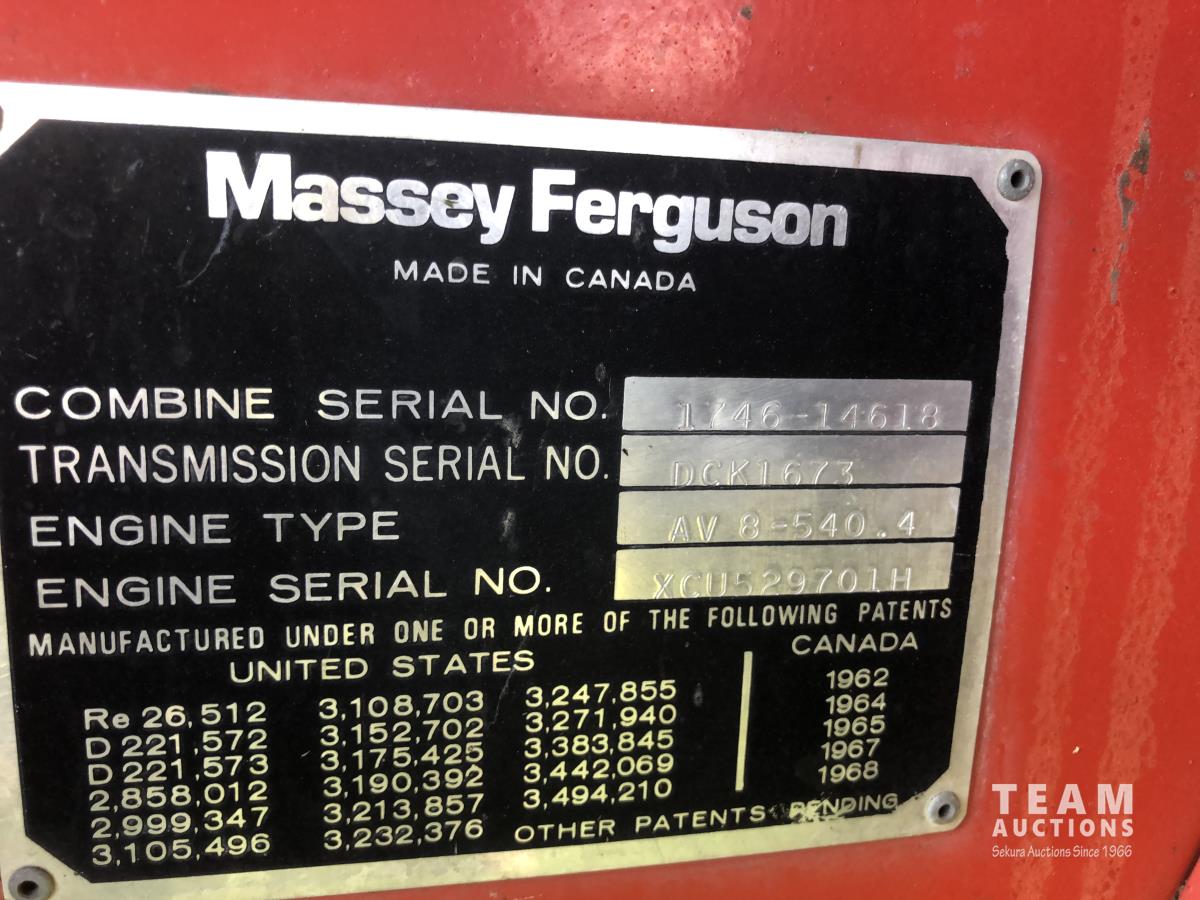 Massey Ferguson
MADE IN CANADA
COMBINE SERIAL NO. 1746-14618
TRANSMISSION SERIAL NO. DCK1673
ENGINE TYPE AV 8-540.4
ENGINE SERIAL NO. XCU529701H
MANUFACTURED UNDER ONE OR MORE OF THE FOLLOWING PATENTS
UNITED STATES CANADA
Re 26,512 3,108,703 3,247,855 1962
D 221,572 3,152,702 3,271,940 1964
D 221,573 3,175,425 3,383,845 1965
2,858,012 3,190,392 3,442,069 1967
2,999,347 3,213,857 3,494,210 1968
3,105,496 3,232,376 OTHER PATENTS PENDING
TEAM
AUCTIONS
Sekura Auctions Since 1966